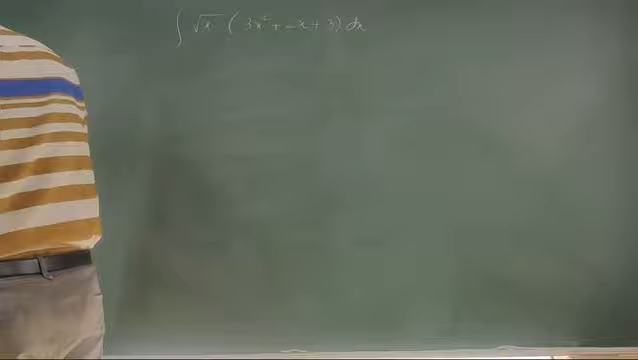 ∫ √x (3x² + -x + 3) dx